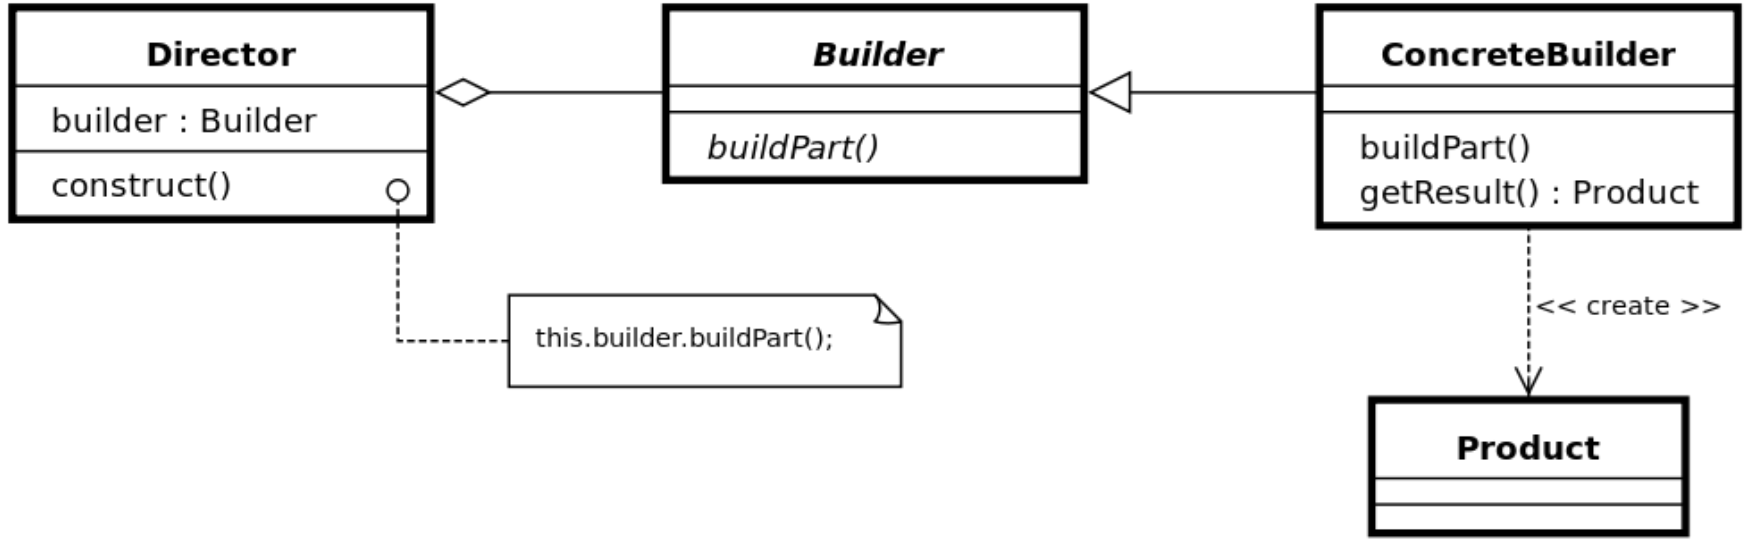 Director
builder : Builder
construct()
Builder
buildPart()
ConcreteBuilder
buildPart()
getResult() : Product
this.builder.buildPart();
<< create >>
Product